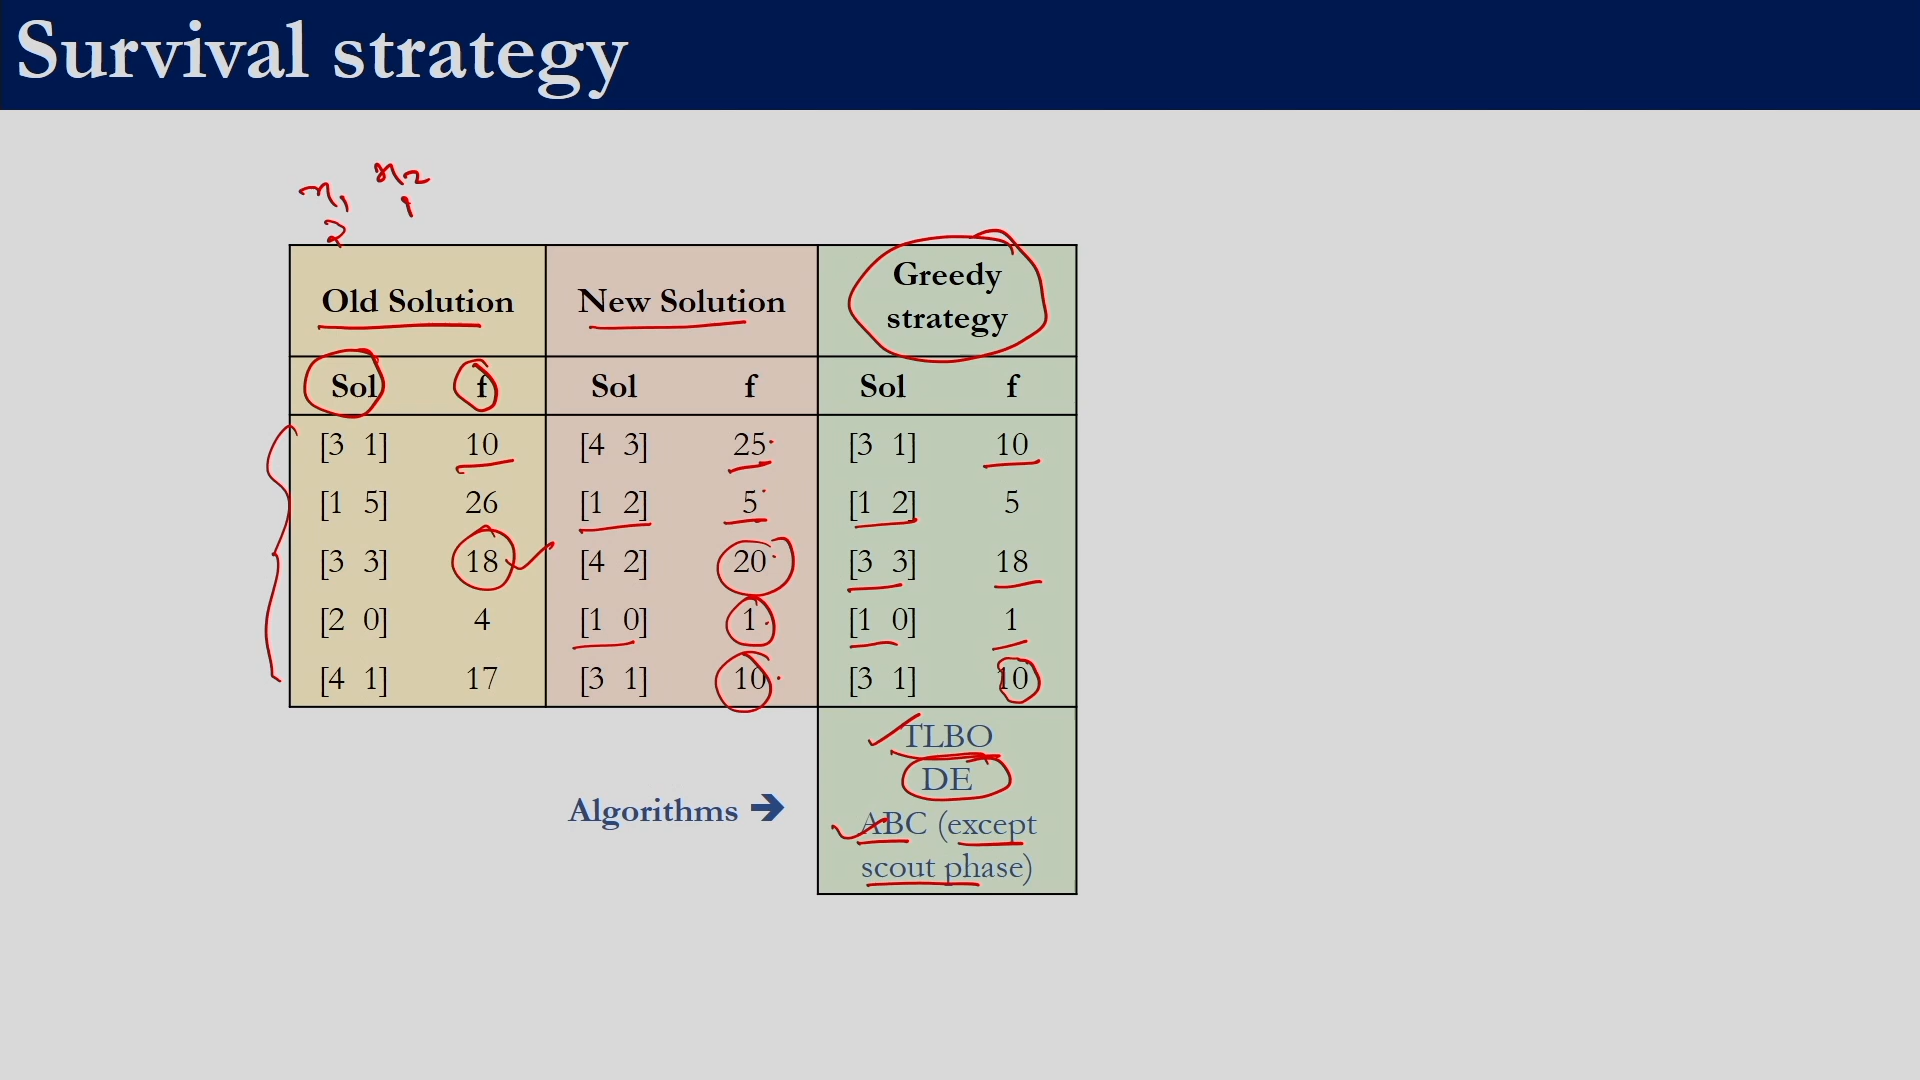 Survival strategy
x1 x2
2 1
Old Solution New Solution Greedy strategy
Sol f Sol f Sol f
[3 1] 10 [4 3] 25 [3 1] 10
[1 5] 26 [1 2] 5 [1 2] 5
[3 3] 18 [4 2] 20 [3 3] 18
[2 0] 4 [1 0] 1 [1 0] 1
[4 1] 17 [3 1] 10 [3 1] 10
TLBO
DE
Algorithms ➔
ABC (except
scout phase)